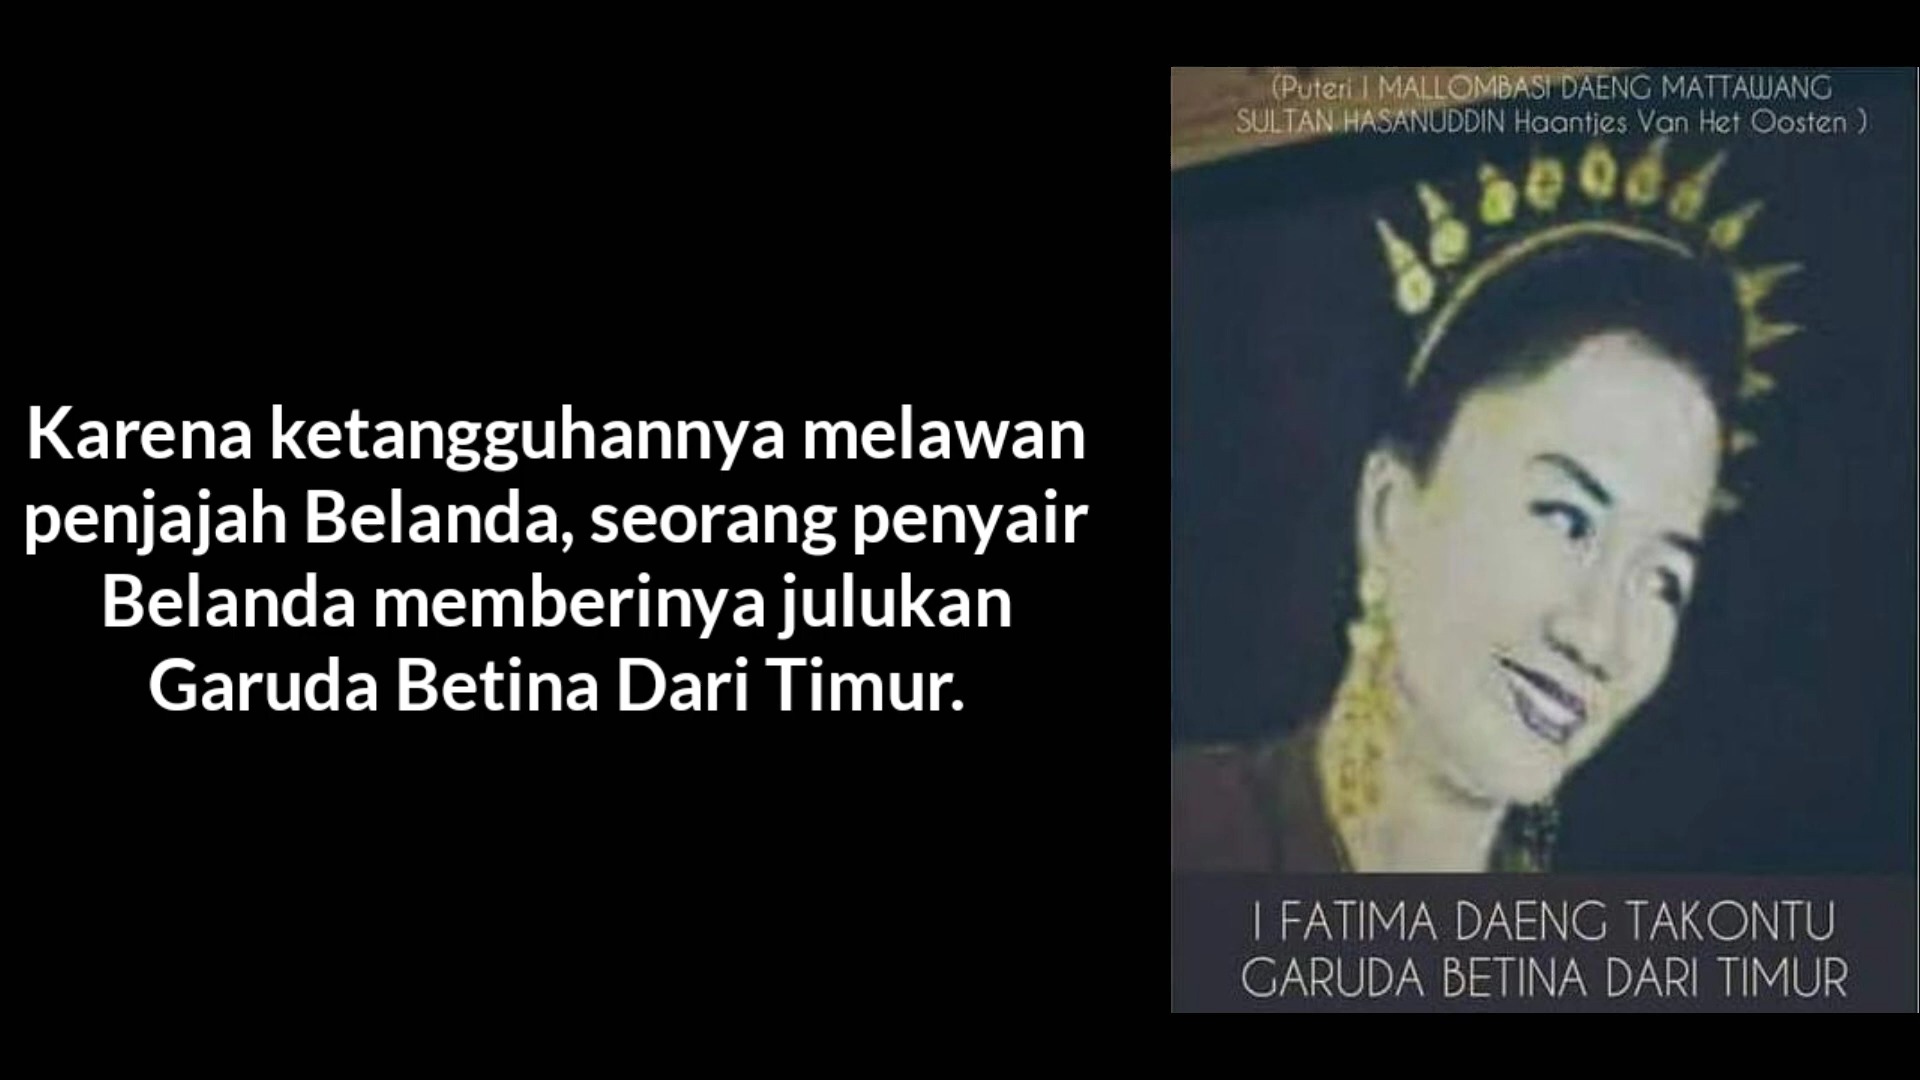 Karena ketangguhannya melawan
penjajah Belanda, seorang penyair
Belanda memberinya julukan
Garuda Betina Dari Timur.
(Puteri I MALLOMBASI DAENG MATTAWANG
SULTAN HASANUDDIN Haantjes Van Het Oosten )
I FATIMA DAENG TAKONTU
GARUDA BETINA DARI TIMUR